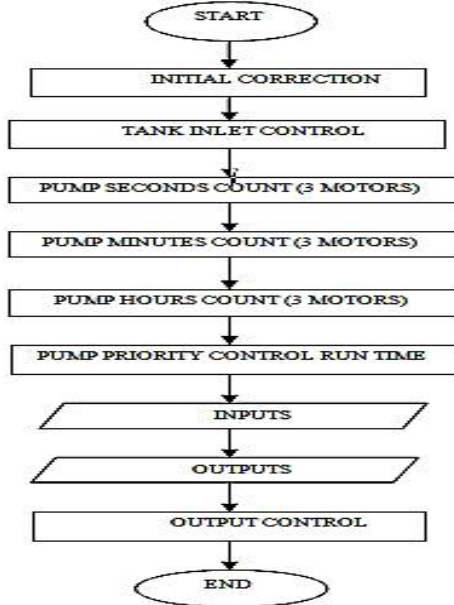 START
INITIAL CORRECTION
TANK INLET CONTROL
PUMP SECONDS COUNT (3 MOTORS)
PUMP MINUTES COUNT (3 MOTORS)
PUMP HOURS COUNT (3 MOTORS)
PUMP PRIORITY CONTROL RUN TIME
INPUTS
OUTPUTS
OUTPUT CONTROL
END